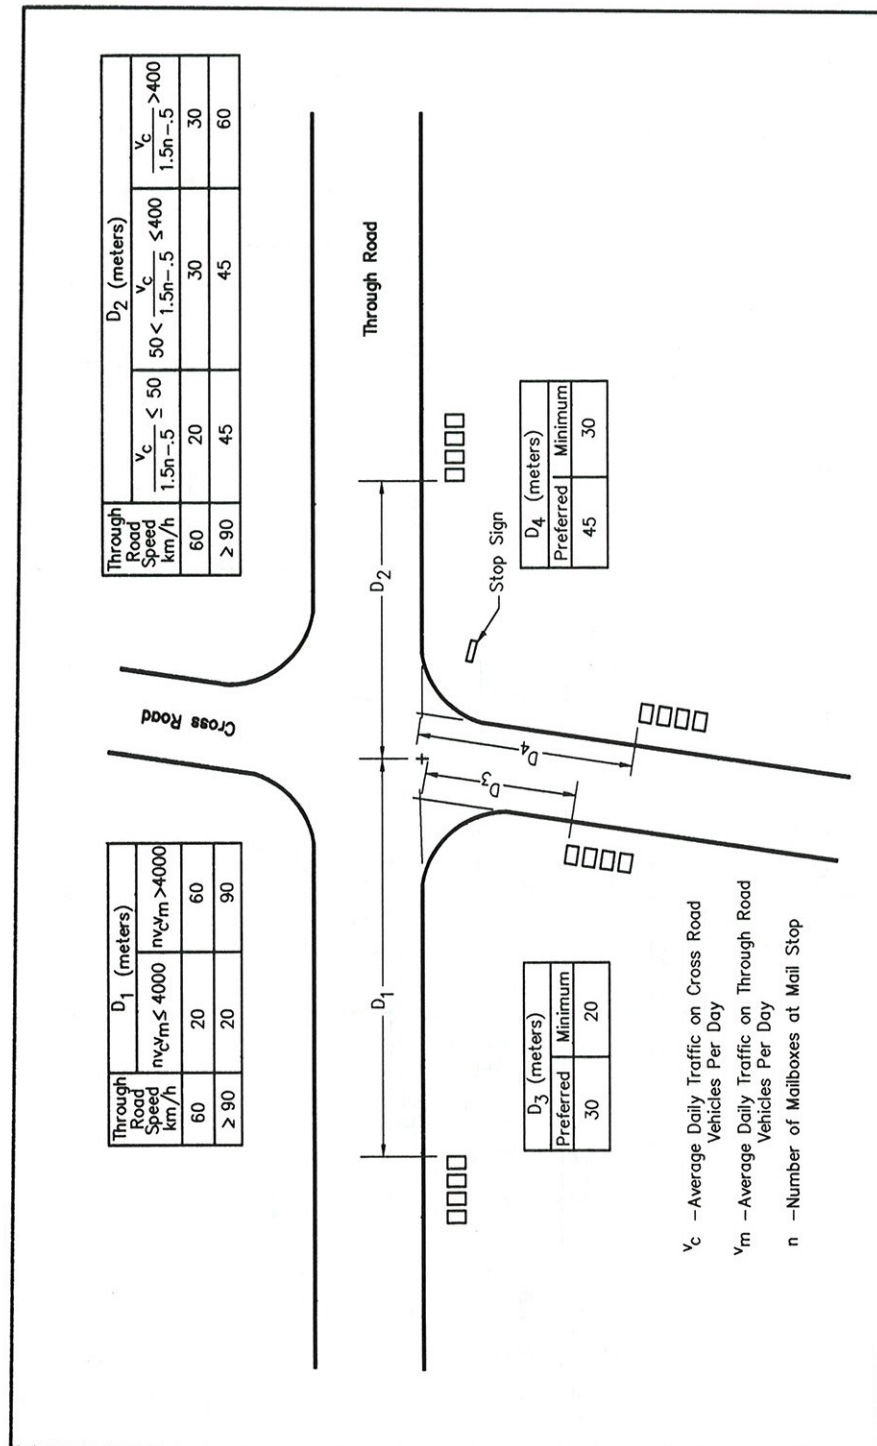 Through
Road
Speed
km/h
D1 (meters)
nvcvm ≤ 4000
nvcvm >4000
60
20
60
≥ 90
20
90
Through
Road
Speed
km/h
D2 (meters)
vc
1.5n-.5
≤ 50
50 <
vc
1.5n-.5
≤400
vc
1.5n-.5
>400
60
20
30
30
≥ 90
45
45
60
Cross Road
Through Road
D1
D2
D3
D4
Stop Sign
D3 (meters)
Preferred
Minimum
30
20
D4 (meters)
Preferred
Minimum
45
30
vc –Average Daily Traffic on Cross Road
Vehicles Per Day
vm –Average Daily Traffic on Through Road
Vehicles Per Day
n –Number of Mailboxes at Mail Stop